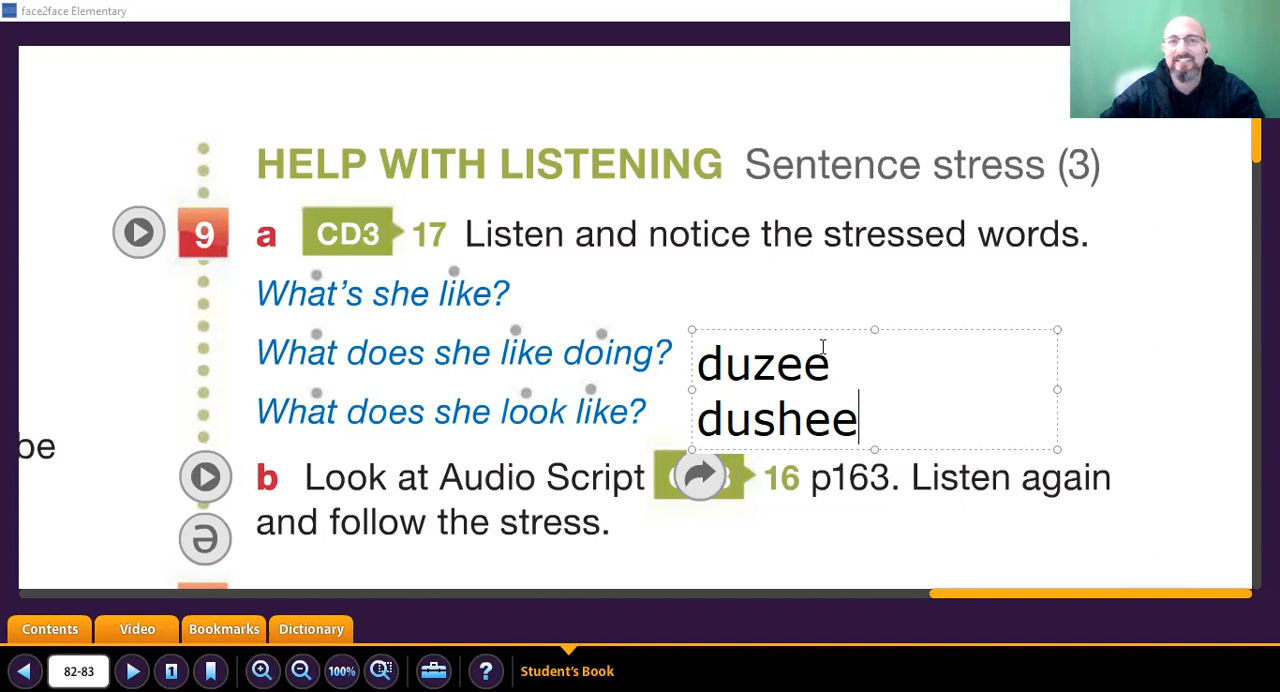 face2face Elementary
HELP WITH LISTENING Sentence stress (3)
9 a CD3 17 Listen and notice the stressed words.
What's she like?
What does she like doing?
duzee
What does she look like?
dushee
be
b Look at Audio Script 3 16 p163. Listen again
and follow the stress.
ə
Contents Video Bookmarks Dictionary
82-83 1 100% ? Student's Book